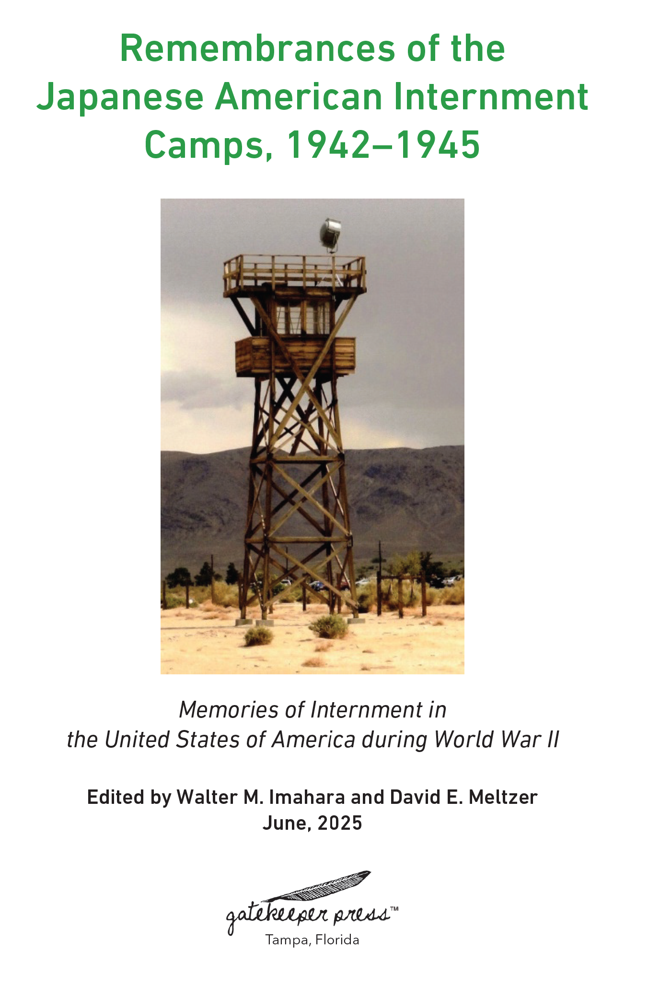 Remembrances of the
Japanese American Internment
Camps, 1942–1945
Memories of Internment in
the United States of America during World War II
Edited by Walter M. Imahara and David E. Meltzer
June, 2025
gatekeeper press™
Tampa, Florida